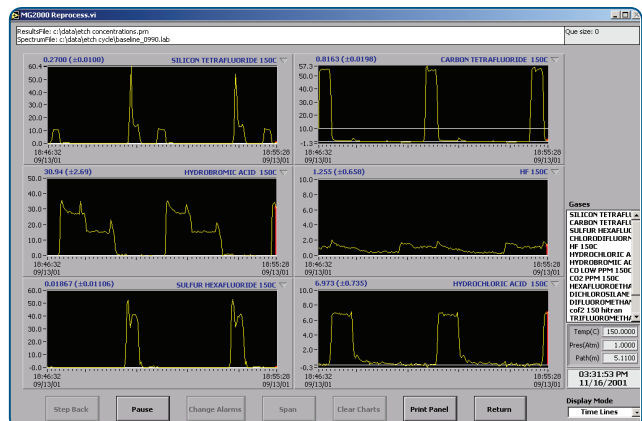 MG2000 Reprocess.vi
ResultsFile: c:\data\etch concentrations.prn
SpectrumFile: c:\data\etch cycle\baseline_0990.lab
Que size: 0
0.2700 (±0.0100) SILICON TETRAFLUORIDE 150C
60.4
50.0
40.0
30.0
20.0
10.0
0.0
18:46:32 18:55:28
09/13/01 09/13/01
0.8163 (±0.0198) CARBON TETRAFLUORIDE 150C
57.3
50.0
40.0
30.0
20.0
10.0
-1.3
18:46:32 18:55:28
09/13/01 09/13/01
30.94 (±2.69) HYDROBROMIC ACID 150C
50.0
40.0
30.0
20.0
10.0
0.0
18:46:32 18:55:28
09/13/01 09/13/01
1.255 (±0.658) HF 150C
10.0
8.0
6.0
4.0
2.0
0.0
18:46:32 18:55:28
09/13/01 09/13/01
0.01867 (±0.01106) SULFUR HEXAFLUORIDE 150C
60.0
50.0
40.0
30.0
20.0
10.0
-0.0
18:46:32 18:55:28
09/13/01 09/13/01
6.973 (±0.735) HYDROCHLORIC ACID 150C
10.0
8.0
6.0
4.0
2.0
-0.3
18:46:32 18:55:28
09/13/01 09/13/01
Gases
SILICON TETRAFLU
CARBON TETRAFLU
SULFUR HEXAFLUO
CHLORODIFLUORN
HF 150C
HYDROCHLORIC A
HYDROBROMIC AC
CO LOW PPM 150C
CO2 PPM 150C
HEXAFLUOROETHA
DICHLOROSILANE
DIFLUOROMETHA
cof2 150 hitran
TRIFLUOROMETHA
Temp(C) 150.0000
Pres(Atm) 1.0000
Path(m) 5.1100
03:31:53 PM
11/16/2001
Display Mode
Time Lines
Step Back
Pause
Change Alarms
Span
Clear Charts
Print Panel
Return